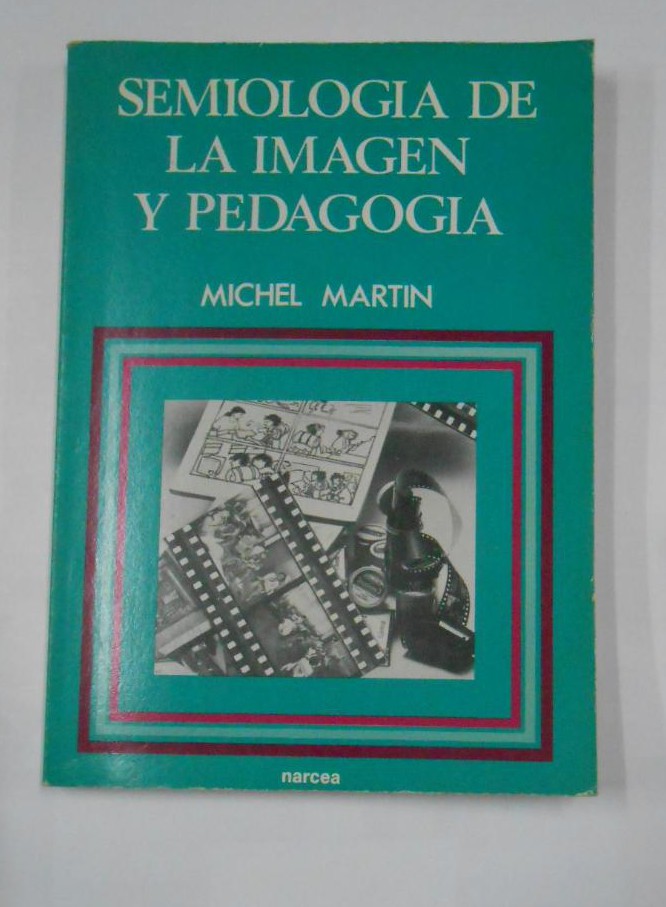 SEMIOLOGIA DE
LA IMAGEN
Y PEDAGOGIA
MICHEL MARTIN
narcea